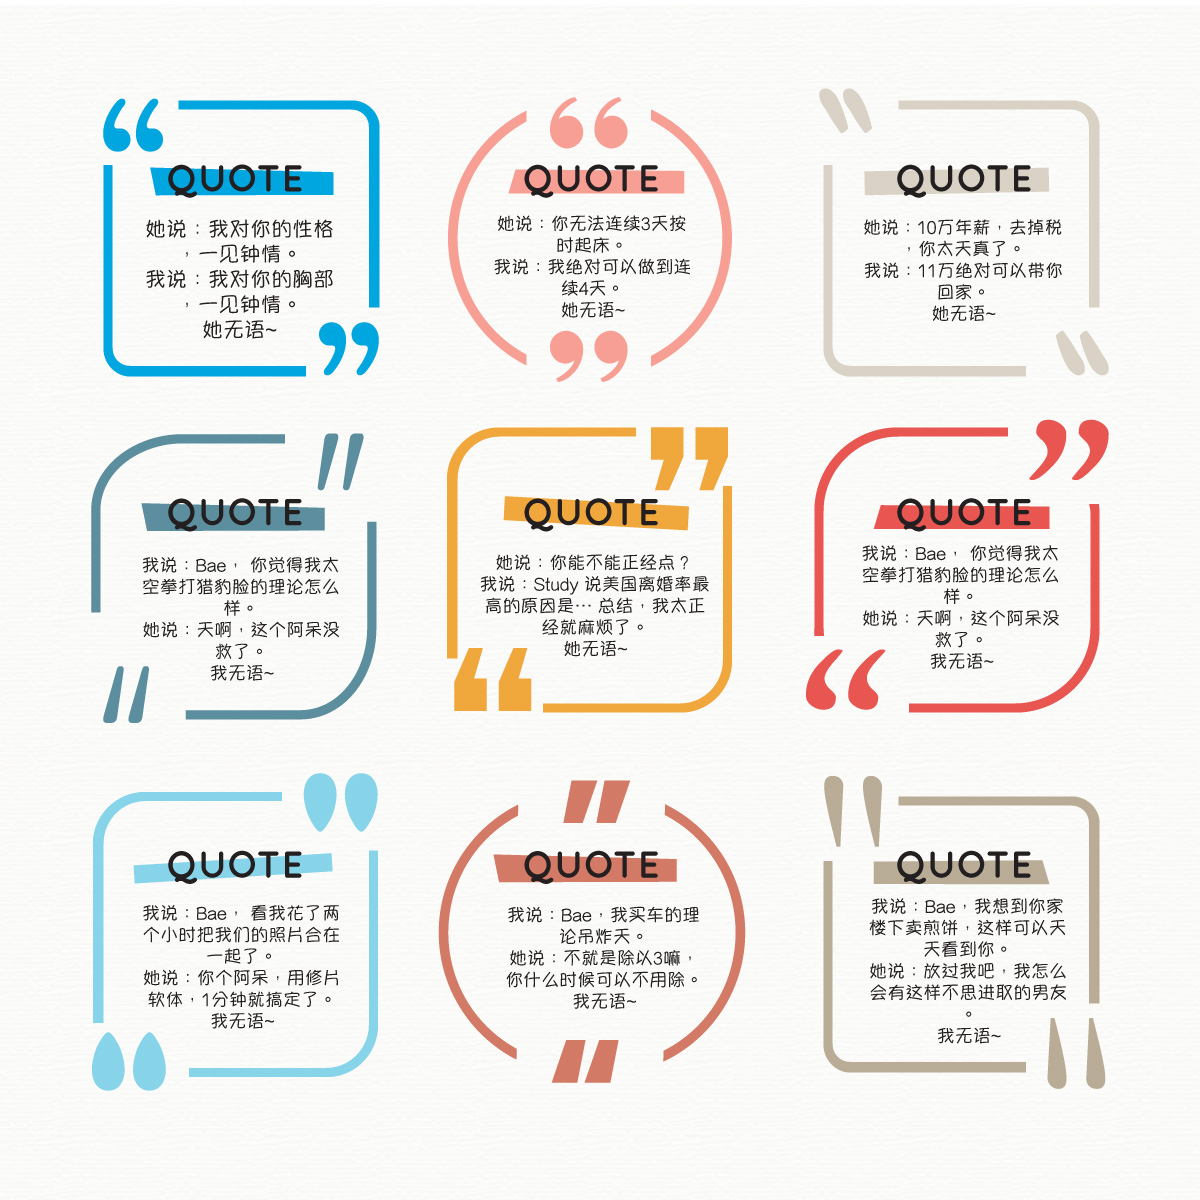 QUOTE
她说：我对你的性格
，一见钟情。
我说：我对你的胸部
，一见钟情。
她无语~
QUOTE
她说：你无法连续3天按
时起床。
我说：我绝对可以做到连
续4天。
她无语~
QUOTE
她说：10万年薪，去掉税
，你太天真了。
我说：11万绝对可以带你
回家。
她无语~
QUOTE
我说：Bae， 你觉得我太
空拳打猎豹脸的理论怎么
样。
她说：天啊，这个阿呆没
救了。
我无语~
QUOTE
她说：你能不能正经点？
我说：Study 说美国离婚率最
高的原因是… 总结，我太正
经就麻烦了。
她无语~
QUOTE
我说：Bae， 你觉得我太
空拳打猎豹脸的理论怎么
样。
她说：天啊，这个阿呆没
救了。
我无语~
QUOTE
我说：Bae， 看我花了两
个小时把我们的照片合在
一起了。
她说：你个阿呆，用修片
软体，1分钟就搞定了。
我无语~
QUOTE
我说：Bae，我买车的理
论吊炸天。
她说：不就是除以3嘛，
你什么时候可以不用除。
我无语~
QUOTE
我说：Bae，我想到你家
楼下卖煎饼，这样可以天
天看到你。
她说：放过我吧，我怎么
会有这样不思进取的男友
。
我无语~